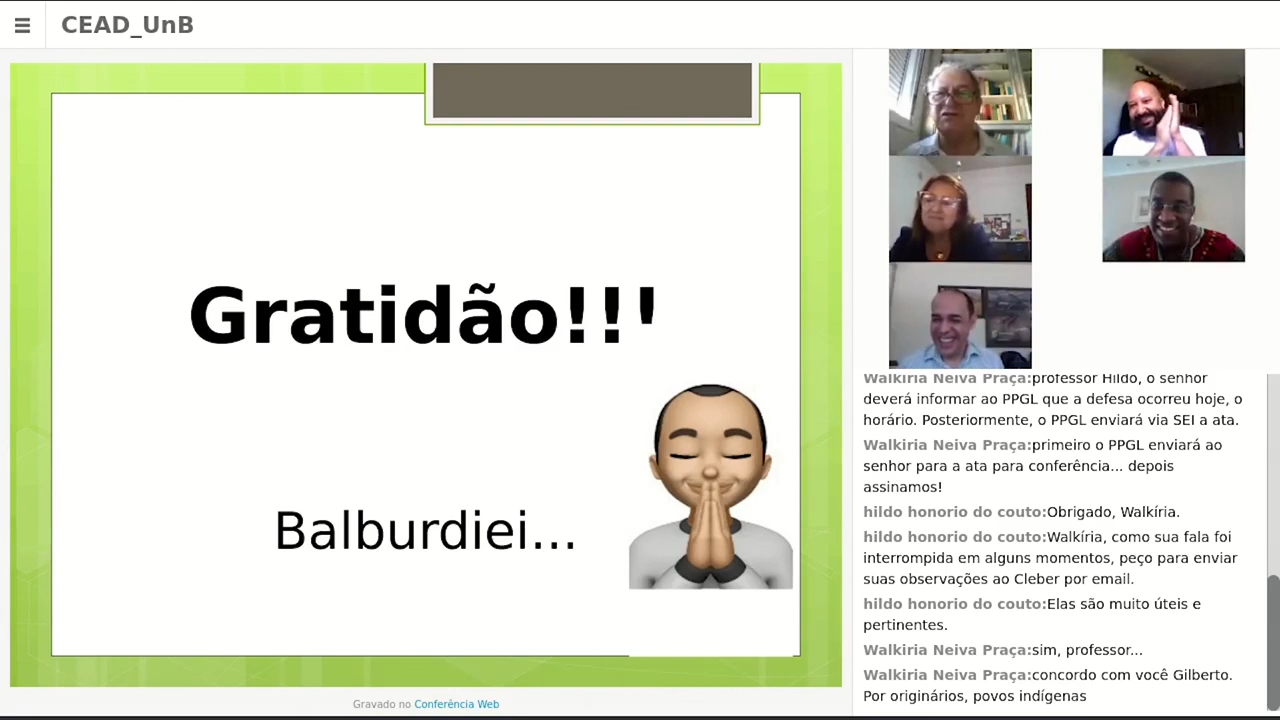 CEAD_UnB
Gratidão!!!
Balburdiei...
Gravado no Conferência Web
Walkiria Neiva Praça:professor Hildo, o senhor
deverá informar ao PPGL que a defesa ocorreu hoje, o
horário. Posteriormente, o PPGL enviará via SEI a ata.
Walkiria Neiva Praça:primeiro o PPGL enviará ao
senhor para a ata para conferência... depois
assinamos!
hildo honorio do couto:Obrigado, Walkíria.
hildo honorio do couto:Walkíria, como sua fala foi
interrompida em alguns momentos, peço para enviar
suas observações ao Cleber por email.
hildo honorio do couto:Elas são muito úteis e
pertinentes.
Walkiria Neiva Praça:sim, professor...
Walkiria Neiva Praça:concordo com você Gilberto.
Por originários, povos indígenas